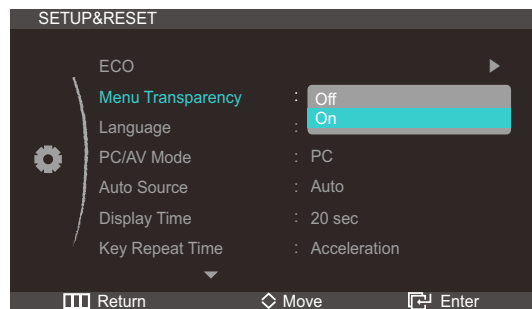 SETUP&RESET
ECO
Menu Transparency : Off
On
Language :
PC/AV Mode : PC
Auto Source : Auto
Display Time : 20 sec
Key Repeat Time : Acceleration
Return Move Enter